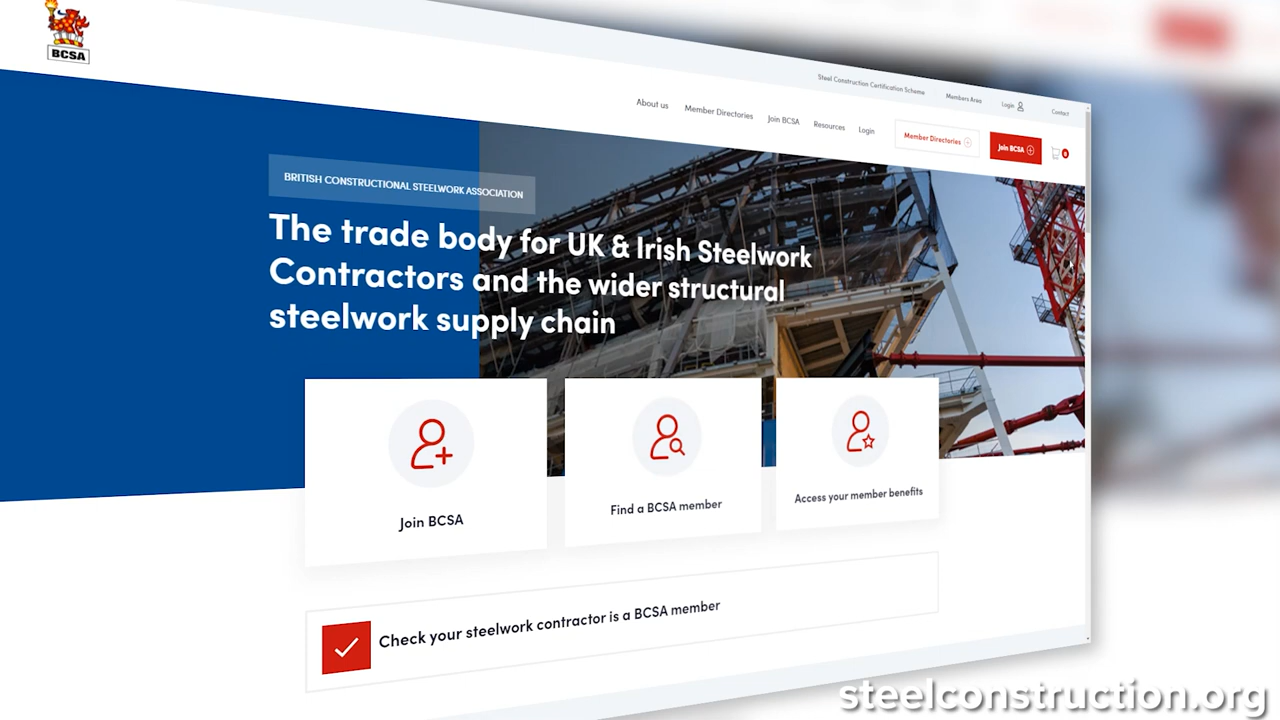 BCSA
Steel Construction Certification Scheme
Members Area
Login
Contact
About us
Member Directories
Join BCSA
Resources
Login
Member Directories
Join BCSA
0
BRITISH CONSTRUCTIONAL STEELWORK ASSOCIATION
The trade body for UK & Irish Steelwork
Contractors and the wider structural
steelwork supply chain
Join BCSA
Find a BCSA member
Access your member benefits
Check your steelwork contractor is a BCSA member
steelconstruction.org